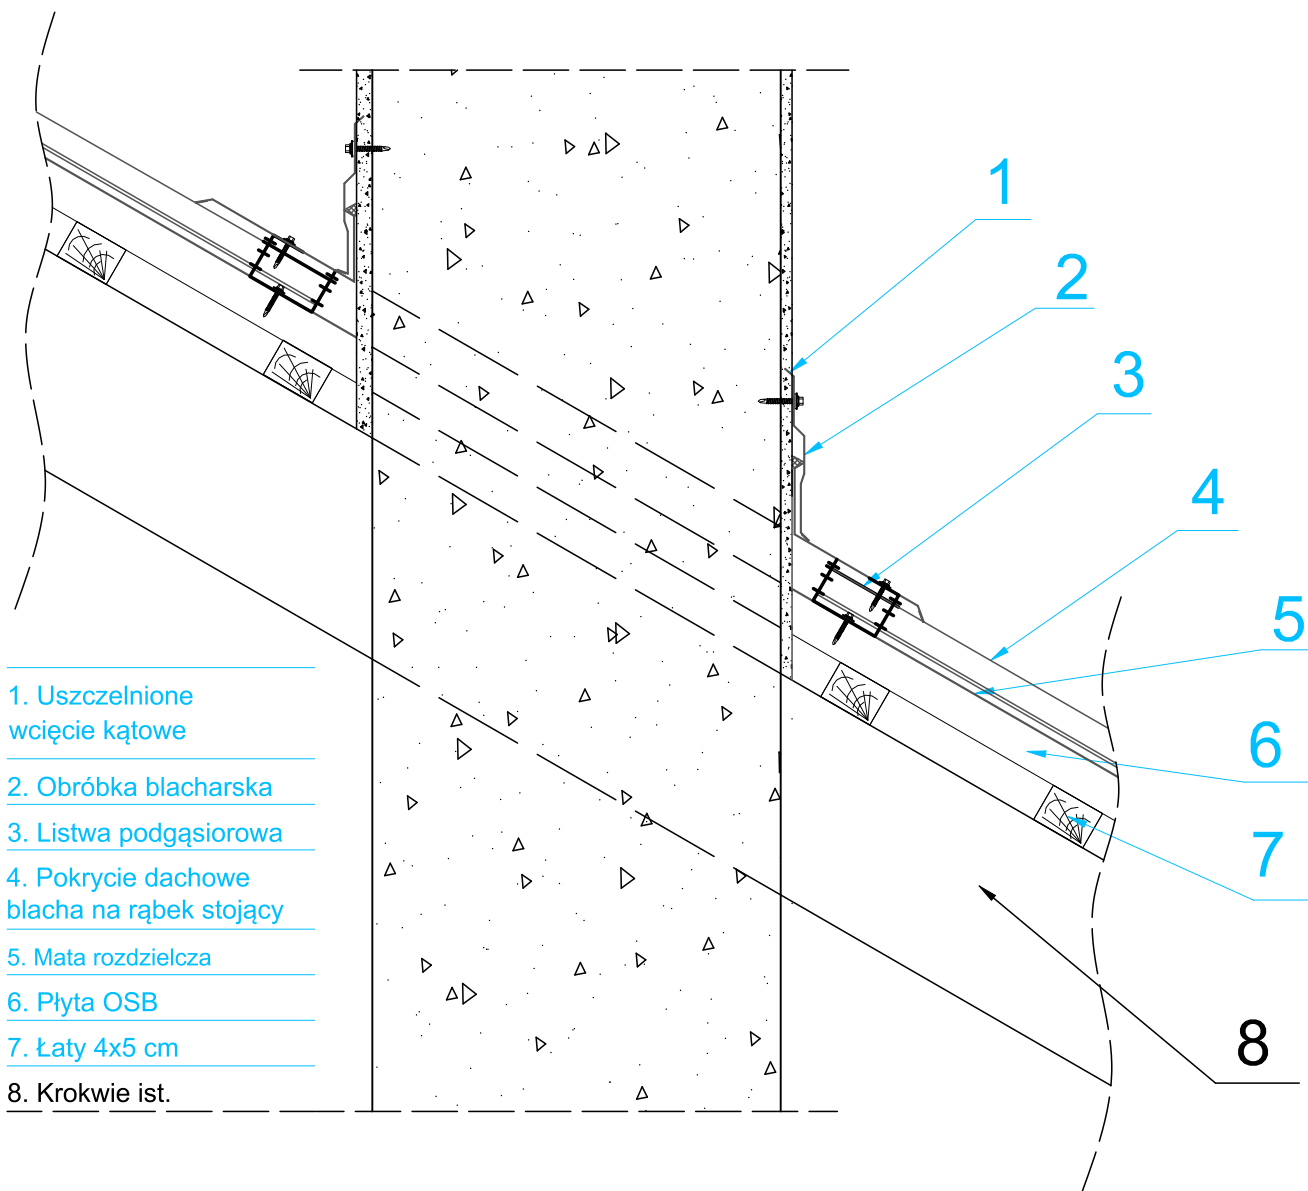 1
2
3
4
5
6
7
8
1. Uszczelnione
wcięcie kątowe
2. Obróbka blacharska
3. Listwa podgąsiorowa
4. Pokrycie dachowe
blacha na rąbek stojący
5. Mata rozdzielcza
6. Płyta OSB
7. Łaty 4x5 cm
8. Krokwie ist.